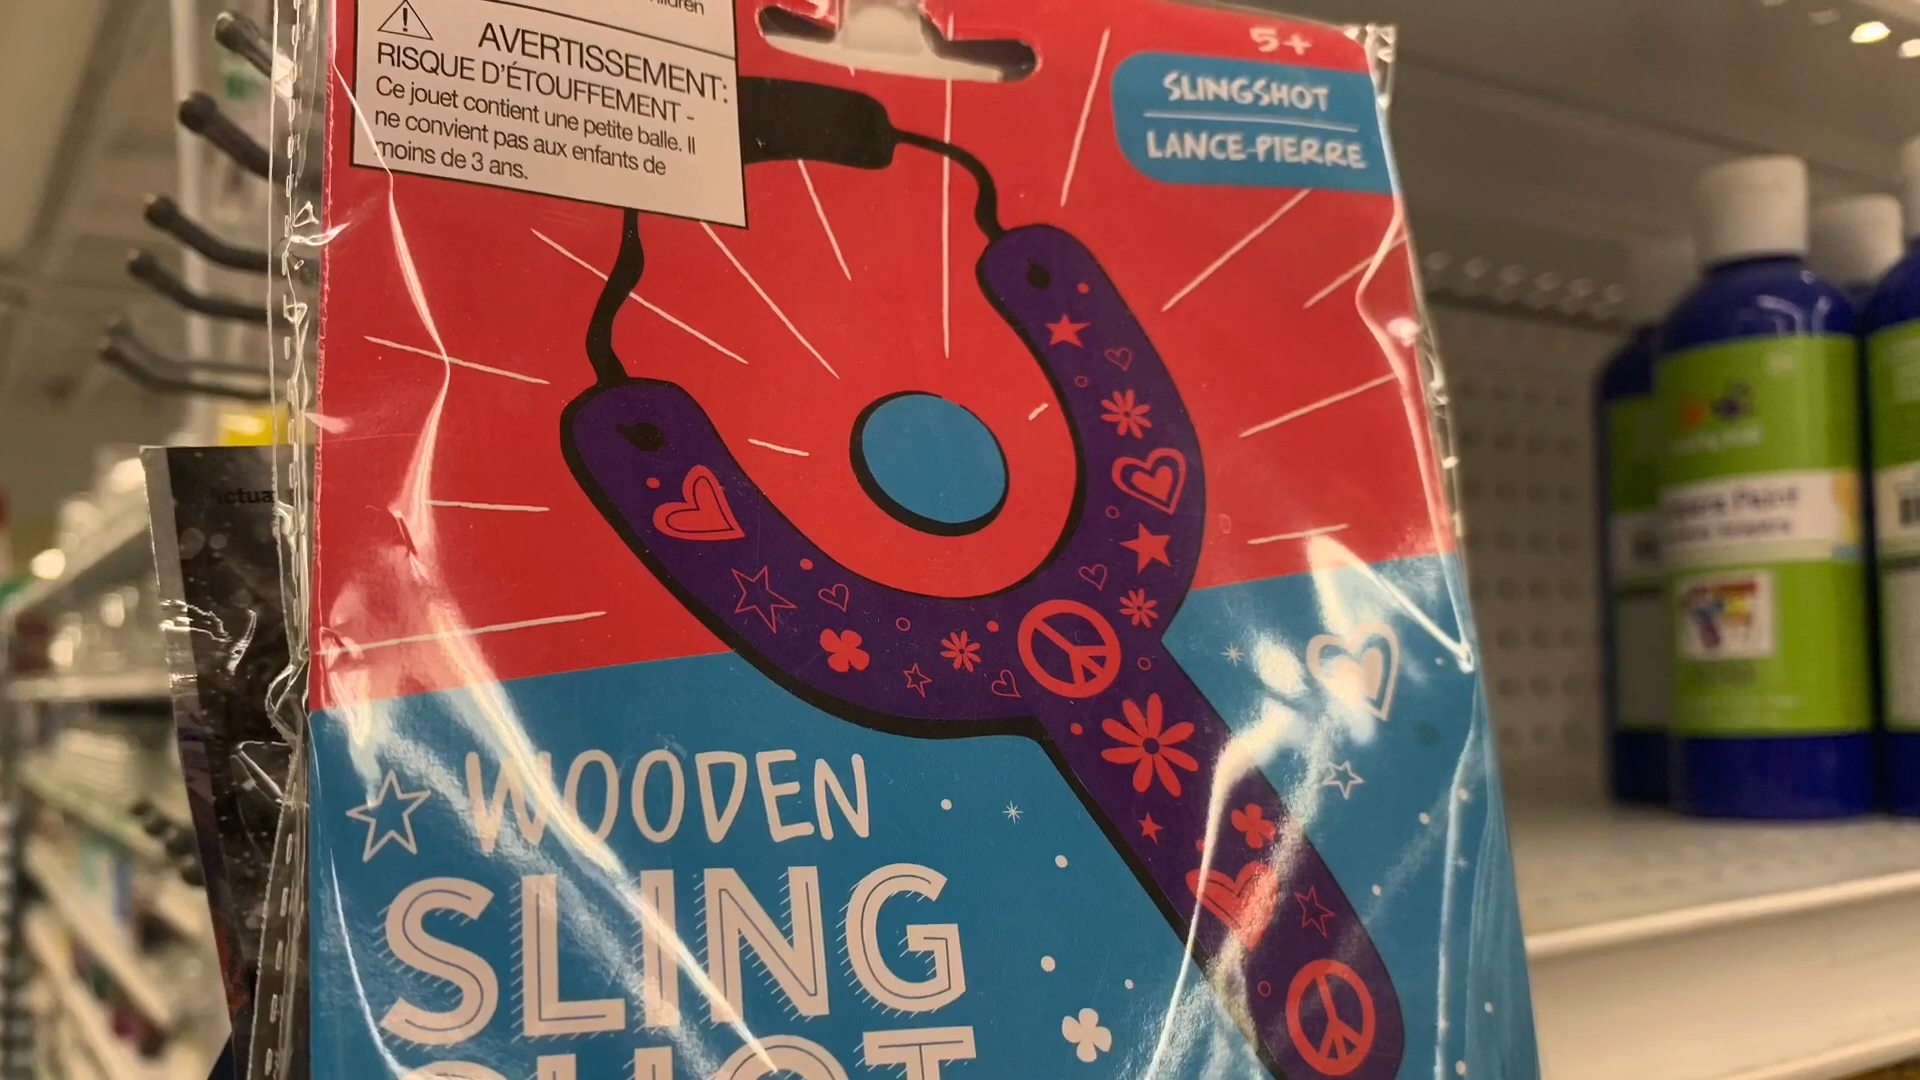 AVERTISSEMENT:
RISQUE D'ÉTOUFFEMENT -
Ce jouet contient une petite balle. Il
ne convient pas aux enfants de
moins de 3 ans.
5+
SLINGSHOT
LANCE-PIERRE
WOODEN
SLING
SHOT